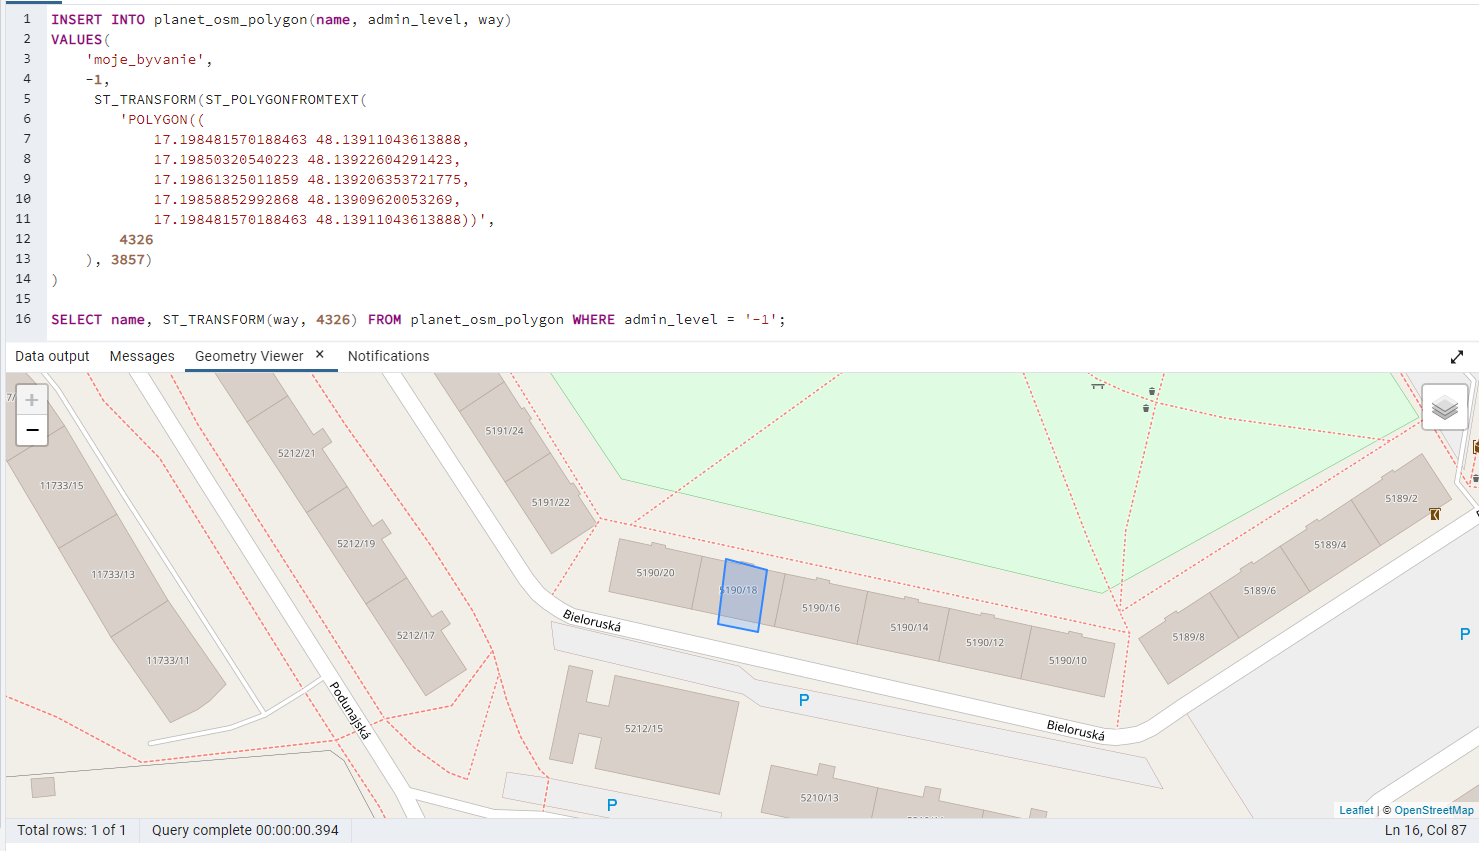 1 INSERT INTO planet_osm_polygon(name, admin_level, way)
2 VALUES(
3 'moje_byvanie',
4 -1,
5 ST_TRANSFORM(ST_POLYGONFROMTEXT(
6 'POLYGON((
7 17.198481570188463 48.13911043613888,
8 17.19850320540223 48.13922604291423,
9 17.19861325011859 48.139206353721775,
10 17.19858852992868 48.13909620053269,
11 17.198481570188463 48.13911043613888))',
12 4326
13 ), 3857)
14 )
15
16 SELECT name, ST_TRANSFORM(way, 4326) FROM planet_osm_polygon WHERE admin_level = '-1';
Data output Messages Geometry Viewer × Notifications
+
−
5191/24
5212/21
11733/15
5191/22
5189/2
5212/19
5189/4
11733/13
5190/20
5190/18
5190/16
5189/6
Bieloruská
5190/14
5212/17
5190/12
5189/8
P
11733/11
5190/10
Podunajská
P
5212/15
Bieloruská
5210/13
P
Leaflet | © OpenStreetMap
Total rows: 1 of 1 Query complete 00:00:00.394 Ln 16, Col 87